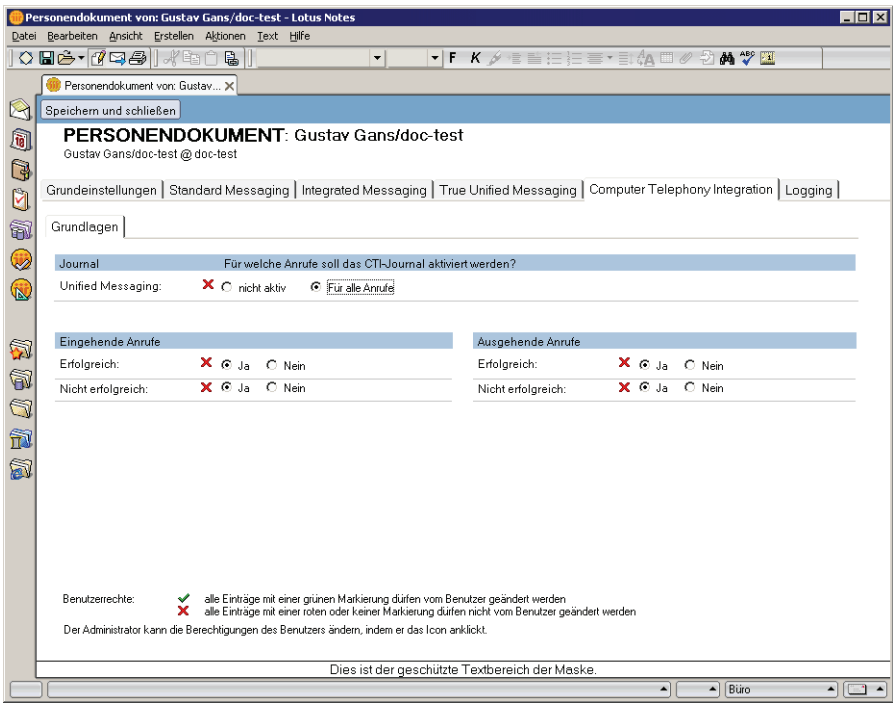 Personendokument von: Gustav Gans/doc-test - Lotus Notes
Datei Bearbeiten Ansicht Erstellen Aktionen Text Hilfe
F K
Personendokument von: Gustav... X
Speichern und schließen
PERSONENDOKUMENT: Gustav Gans/doc-test
Gustav Gans/doc-test @ doc-test
Grundeinstellungen Standard Messaging Integrated Messaging True Unified Messaging Computer Telephony Integration Logging
Grundlagen
Journal Für welche Anrufe soll das CTI-Journal aktiviert werden?
Unified Messaging: nicht aktiv Für alle Anrufe
Eingehende Anrufe Ausgehende Anrufe
Erfolgreich: Ja Nein Erfolgreich: Ja Nein
Nicht erfolgreich: Ja Nein Nicht erfolgreich: Ja Nein
Benutzerrechte: alle Einträge mit einer grünen Markierung dürfen vom Benutzer geändert werden
alle Einträge mit einer roten oder keiner Markierung dürfen nicht vom Benutzer geändert werden
Der Administrator kann die Berechtigungen des Benutzers ändern, indem er das Icon anklickt.
Dies ist der geschützte Textbereich der Maske.
Büro